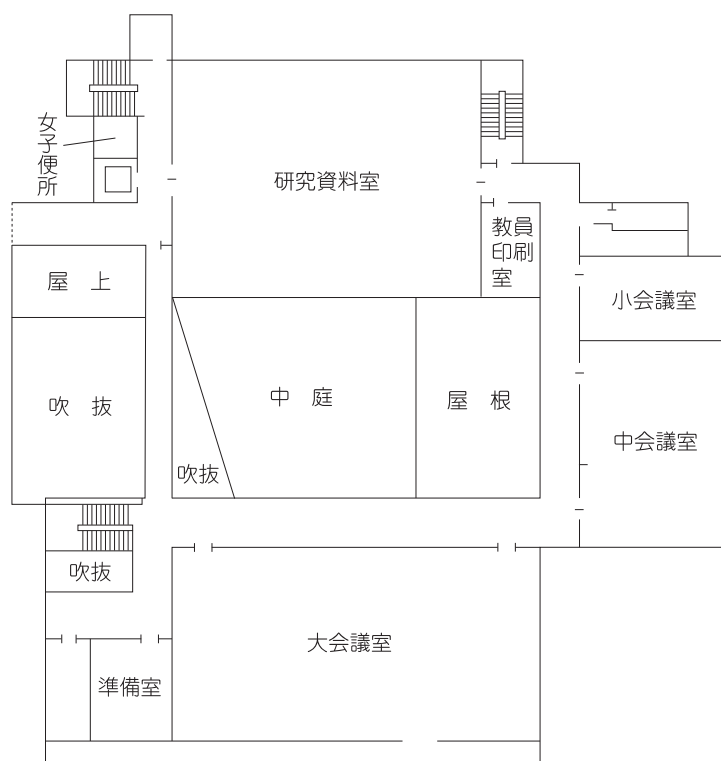 女子便所
研究資料室
教員
印刷
室
屋 上
小会議室
吹 抜
中 庭
屋 根
中会議室
吹抜
吹抜
大会議室
準備室